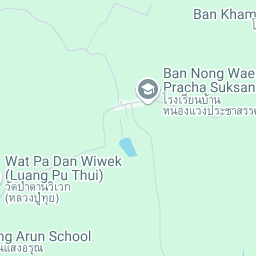 Ban Kham
โ
Ban Nong Wae
Pracha Suksan
โรงเรียนบ้าน
หนองแวงประชาสรร
Wat Pa Dan Wiwek
(Luang Pu Thui)
วัดป่าด่านวิเวก
(หลวงปู่ทุย)
ng Arun School
นแสงอรุณ